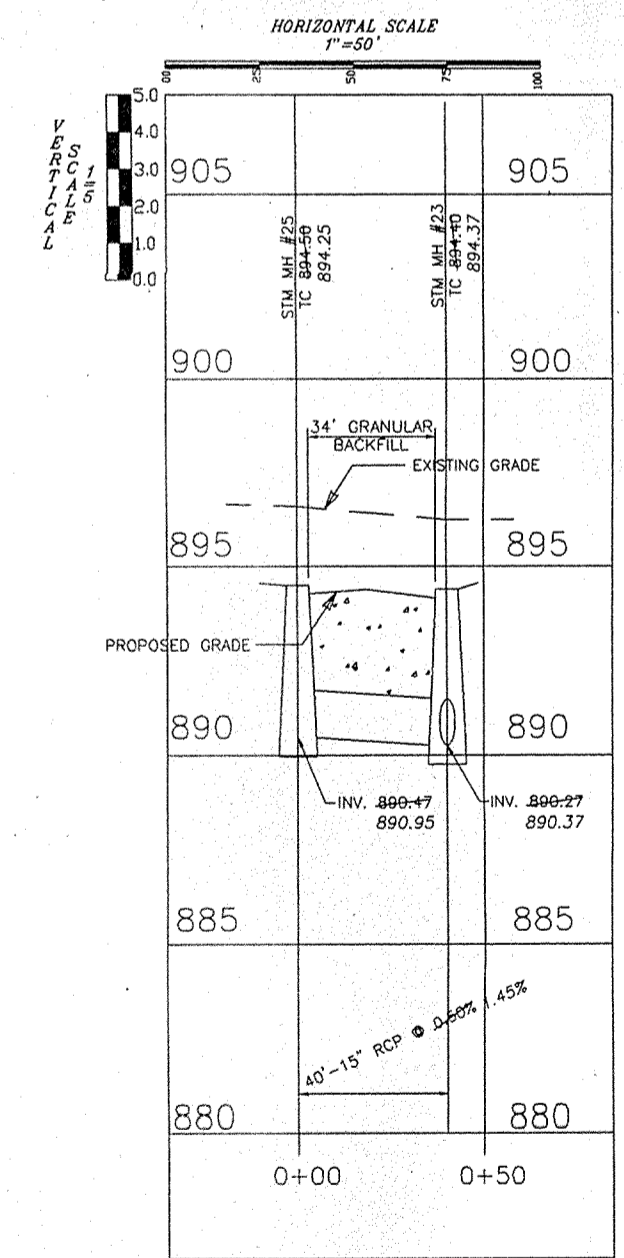 HORIZONTAL SCALE
1"=50'
00 25 50 75 100
VERTICAL
SCALE
1=5
5.0
4.0
3.0
2.0
1.0
0.0
905 905
STM MH #25
TC 894.50
894.25
STM MH #23
TC 894.40
894.37
900 900
34' GRANULAR
BACKFILL
EXISTING GRADE
895 895
PROPOSED GRADE
890 890
INV. 890.47
890.95
INV. 890.27
890.37
885 885
40'-15" RCP @ 0.50% 1.45%
880 880
0+00 0+50